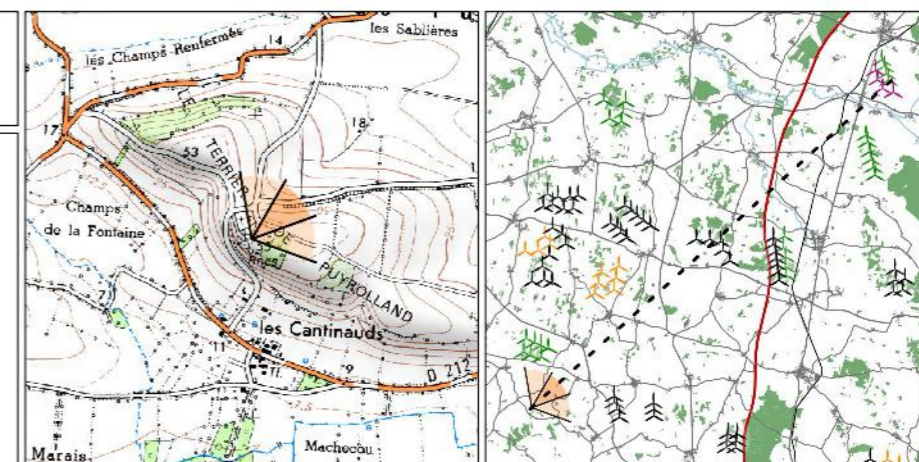 les Sablières
les Champs Renfermés
14
17
18
53
TERRIER DE
PUYROLLAND
Champs
de la Fontaine
les Cantinauds
11
9
D 212
Marais
Machecou